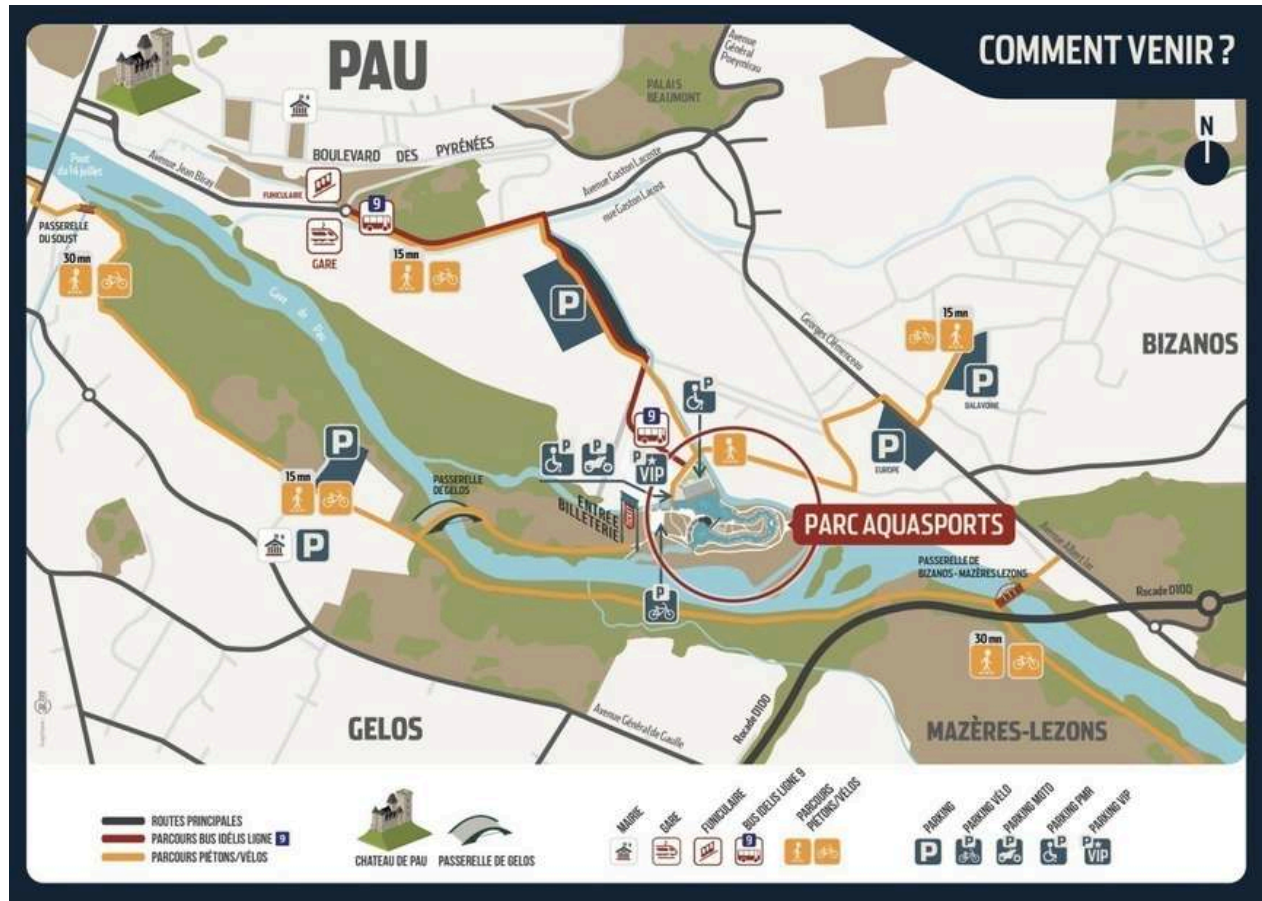 COMMENT VENIR ?
PAU
Avenue
Général
Poeymirau
PALAIS
BEAUMONT
N
Pont
du 14 juillet
Avenue Jean Biray
BOULEVARD DES PYRÉNÉES
FUNICULAIRE
9
GARE
Avenue Gaston Lacoste
rue Gaston Lacost
PASSERELLE
DU SOUST
30 mn
15 mn
Gave de Pau
P
Georges Clémenceau
15 mn
P
BALAVOINE
BIZANOS
P
EUROPE
P
9
P
P
P
VIP
P
15 mn
PASSERELLE
DE GELOS
ENTRÉE
BILLETERIE
PARC AQUASPORTS
P
P
Avenue Albert 1er
PASSERELLE DE
BIZANOS - MAZÈRES LEZONS
Rocade D100
30 mn
Rocade D100
Avenue Général de Gaulle
GELOS
MAZÈRES-LEZONS
ROUTES PRINCIPALES
PARCOURS BUS IDÉLIS LIGNE 9
PARCOURS PIÉTONS/VÉLOS
CHATEAU DE PAU
PASSERELLE DE GELOS
MAIRIE
GARE
FUNICULAIRE
BUS IDELIS LIGNE 9
PARCOURS
PIÉTONS/VÉLOS
PARKING
PARKING VÉLO
PARKING MOTO
PARKING PMR
PARKING VIP
9
P
P
P
P
P
VIP